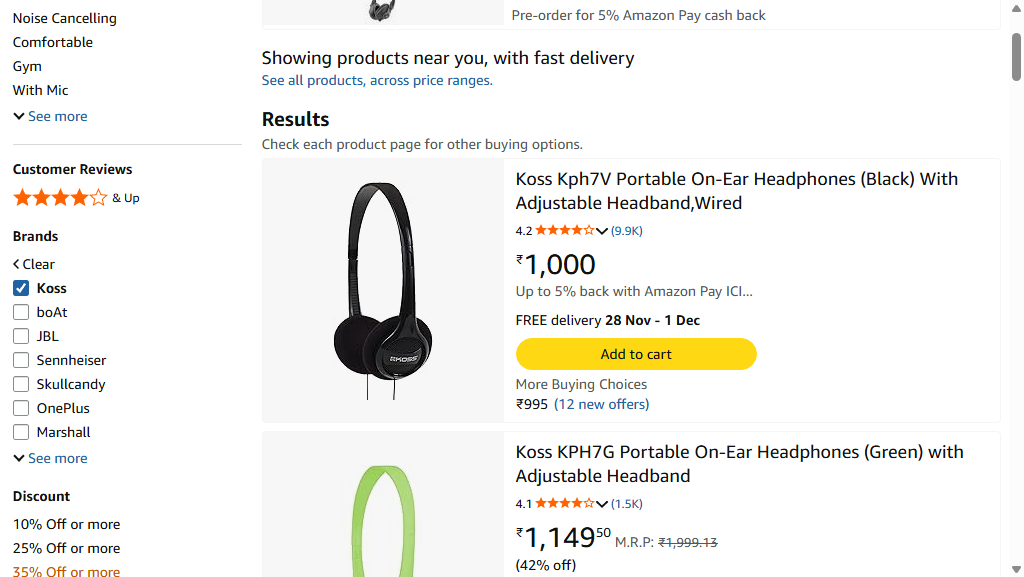 Noise Cancelling
Comfortable
Gym
With Mic
See more
Customer Reviews
& Up
Brands
Clear
Koss
boAt
JBL
Sennheiser
Skullcandy
OnePlus
Marshall
See more
Discount
10% Off or more
25% Off or more
35% Off or more
Pre-order for 5% Amazon Pay cash back
Showing products near you, with fast delivery
See all products, across price ranges.
Results
Check each product page for other buying options.
KOSS
Koss Kph7V Portable On-Ear Headphones (Black) With
Adjustable Headband,Wired
4.2 (9.9K)
₹1,000
Up to 5% back with Amazon Pay ICI...
FREE delivery 28 Nov - 1 Dec
Add to cart
More Buying Choices
₹995 (12 new offers)
Koss KPH7G Portable On-Ear Headphones (Green) with
Adjustable Headband
4.1 (1.5K)
₹1,149.50 M.R.P: ₹1,999.13
(42% off)